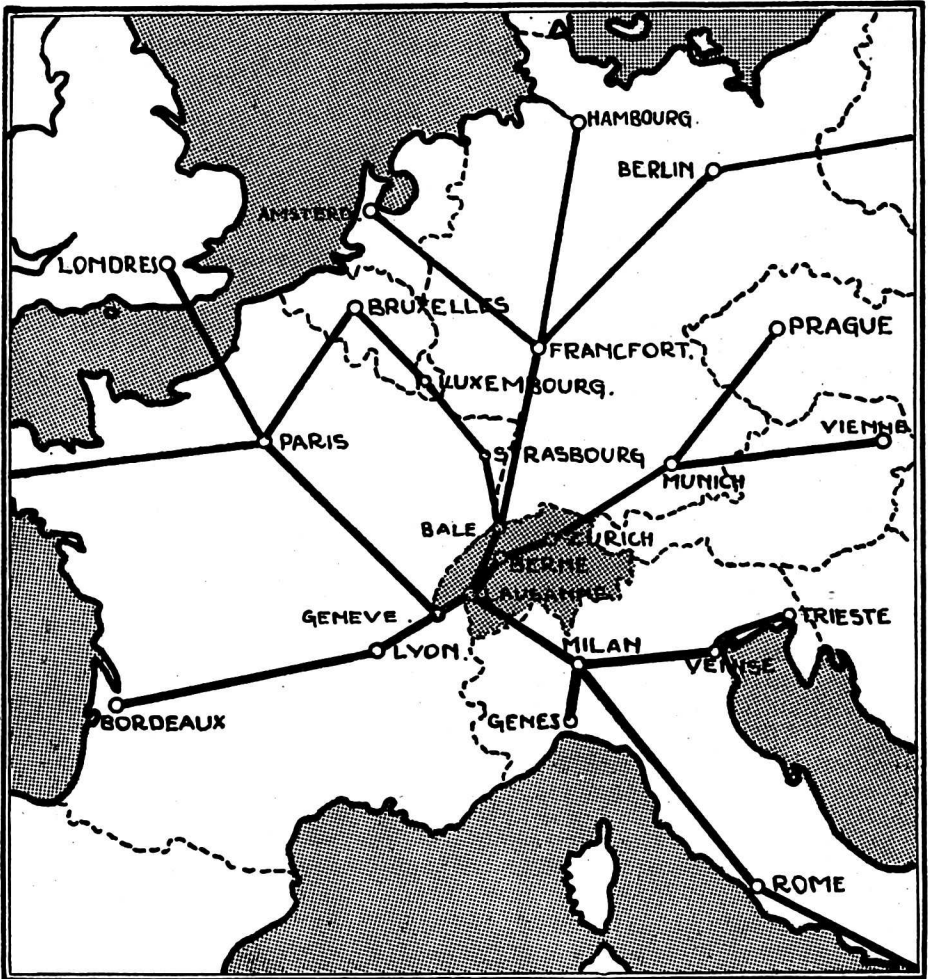 HAMBOURG.
BERLIN
AMSTERD.
LONDRES
BRUXELLES
PRAGUE
FRANCFORT.
LUXEMBOURG.
VIENNE
PARIS
STRASBOURG
MUNICH
BALE
ZURICH
BERNE
LAUSANNE.
GENEVE.
TRIESTE
MILAN
LYON.
VENISE
BORDEAUX
GENES
ROME